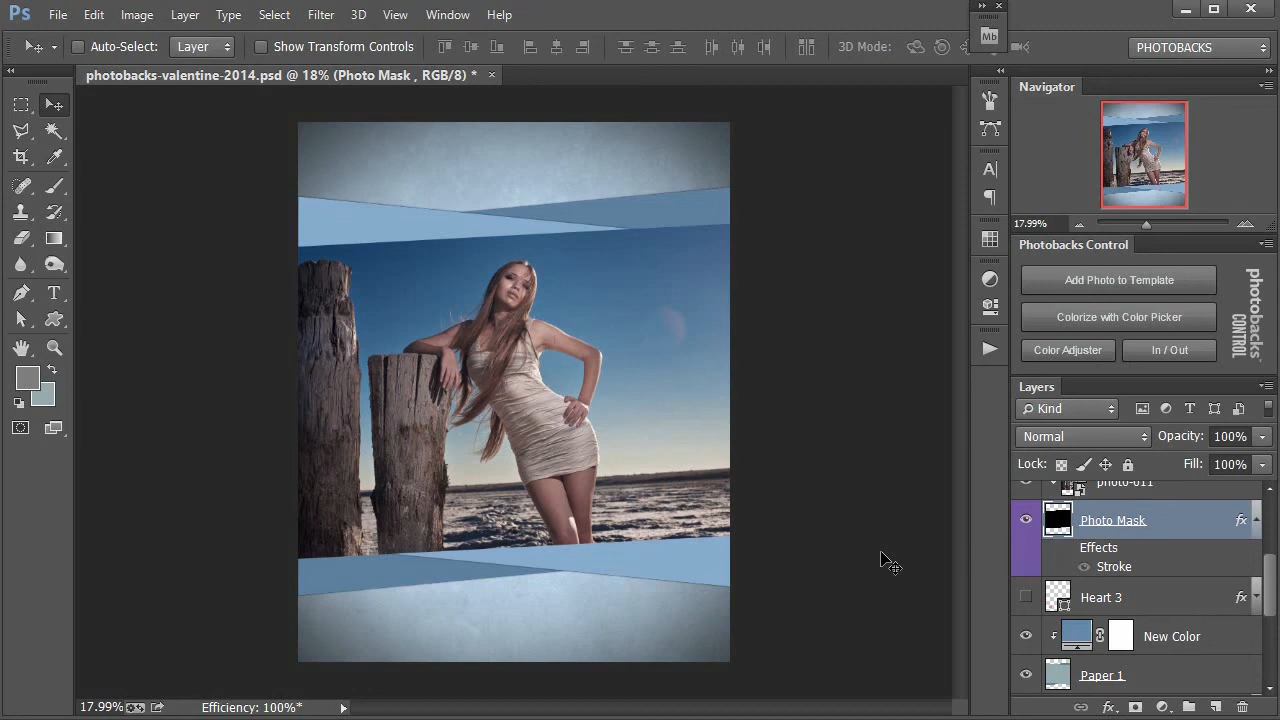 Ps File Edit Image Layer Type Select Filter 3D View Window Help
Mb
Auto-Select: Layer Show Transform Controls 3D Mode: PHOTOBACKS
photobacks-valentine-2014.psd @ 18% (Photo Mask , RGB/8) * ×
Navigator
17.99%
Photobacks Control
Add Photo to Template
Colorize with Color Picker
Color Adjuster In / Out
photobacks CONTROL
Layers
Kind
Normal Opacity: 100%
Lock: Fill: 100%
photo-011
Photo Mask fx
Effects
Stroke
Heart 3 fx
New Color
Paper 1
17.99% Efficiency: 100%*